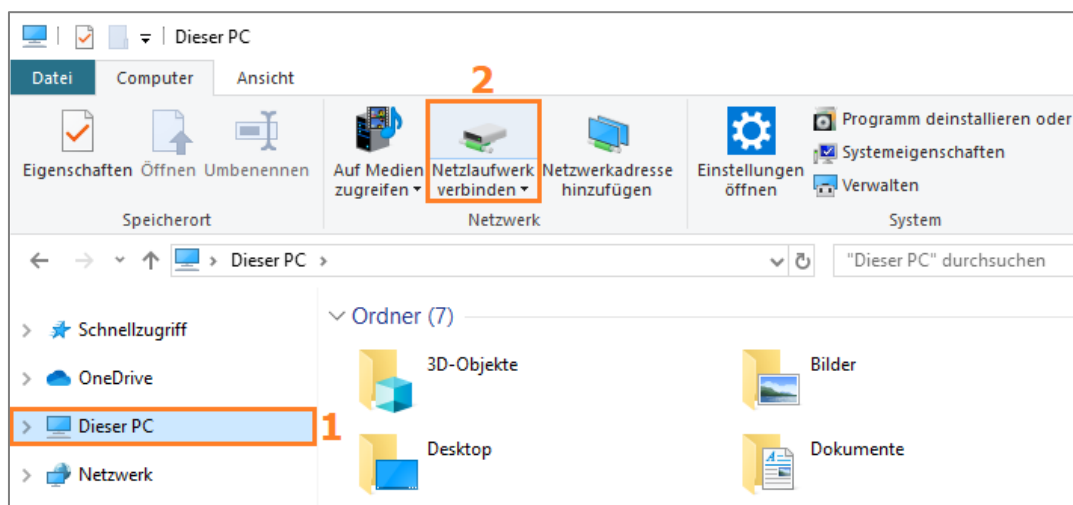 Dieser PC
Datei Computer Ansicht
2
Eigenschaften Öffnen Umbenennen
Auf Medien zugreifen
Netzlaufwerk verbinden
Netzwerkadresse hinzufügen
Einstellungen öffnen
Programm deinstallieren oder
Systemeigenschaften
Verwalten
Speicherort Netzwerk System
Dieser PC
"Dieser PC" durchsuchen
Schnellzugriff
OneDrive
Dieser PC
1
Netzwerk
Ordner (7)
3D-Objekte
Bilder
Desktop
Dokumente